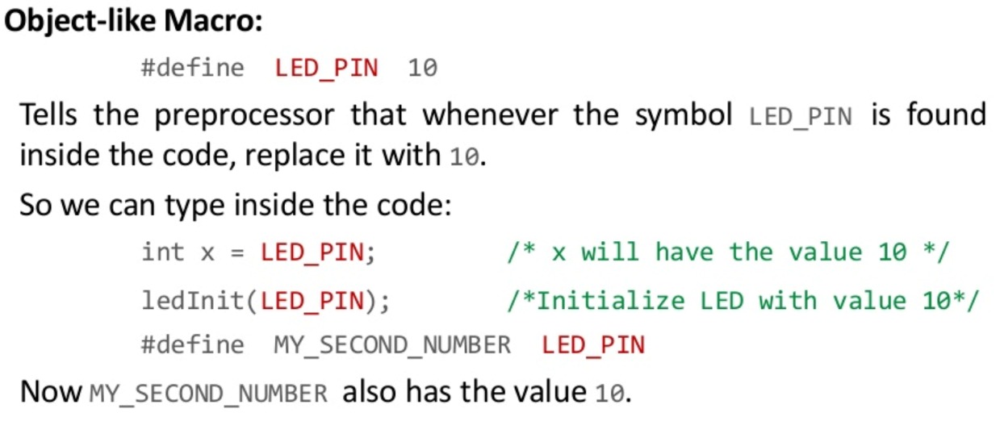 Object-like Macro:
#define LED_PIN 10
Tells the preprocessor that whenever the symbol LED_PIN is found
inside the code, replace it with 10.
So we can type inside the code:
int x = LED_PIN; /* x will have the value 10 */
ledInit(LED_PIN); /*Initialize LED with value 10*/
#define MY_SECOND_NUMBER LED_PIN
Now MY_SECOND_NUMBER also has the value 10.